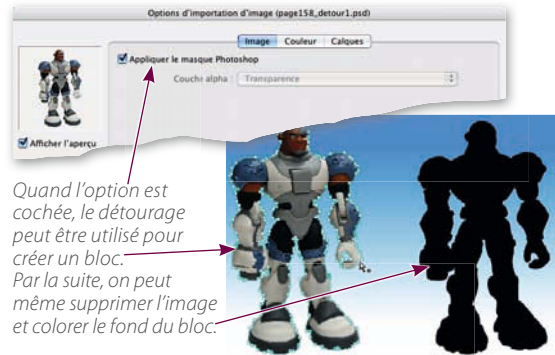 Options d'importation d'image (page158_detour1.psd)
Image Couleur Calques
Appliquer le masque Photoshop
Couche alpha : Transparence
Afficher l'aperçu
Quand l'option est
cochée, le détourage
peut être utilisé pour
créer un bloc.
Par la suite, on peut
même supprimer l'image
et colorer le fond du bloc.